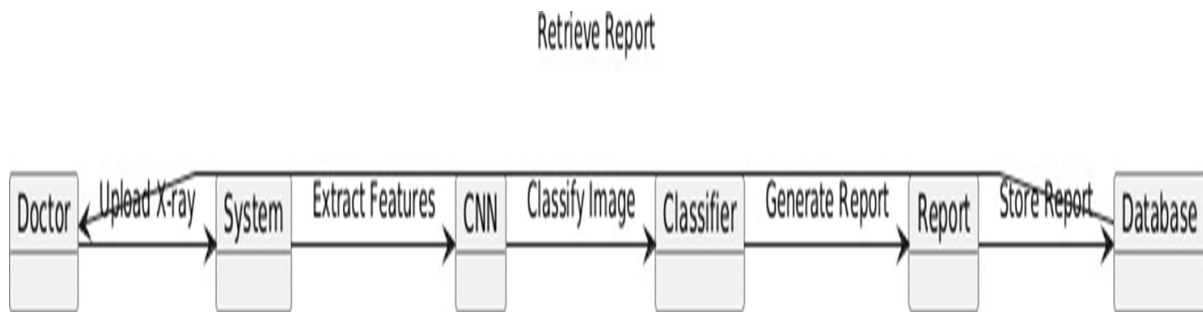 Retrieve Report
Doctor
Upload X-ray
System
Extract Features
CNN
Classify Image
Classifier
Generate Report
Report
Store Report
Database